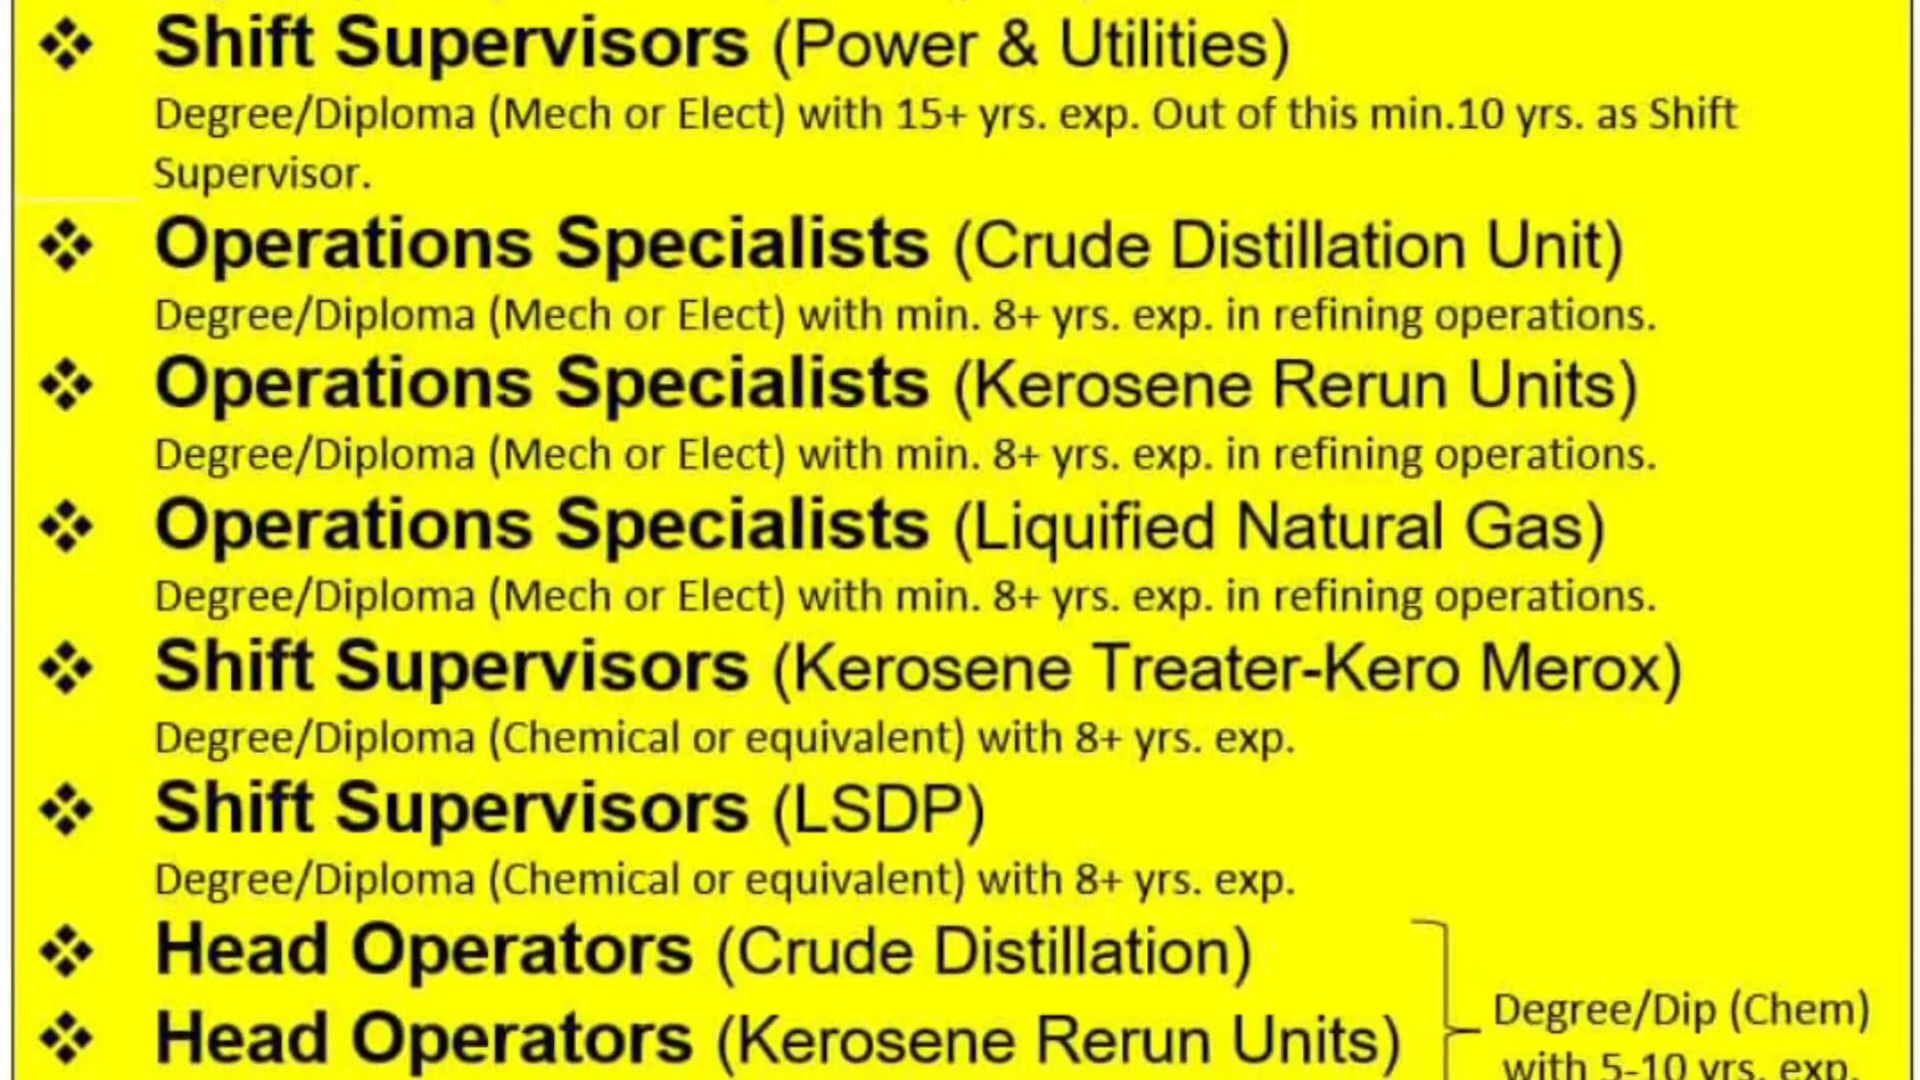 ❖ Shift Supervisors (Power & Utilities)
Degree/Diploma (Mech or Elect) with 15+ yrs. exp. Out of this min.10 yrs. as Shift
Supervisor.
❖ Operations Specialists (Crude Distillation Unit)
Degree/Diploma (Mech or Elect) with min. 8+ yrs. exp. in refining operations.
❖ Operations Specialists (Kerosene Rerun Units)
Degree/Diploma (Mech or Elect) with min. 8+ yrs. exp. in refining operations.
❖ Operations Specialists (Liquified Natural Gas)
Degree/Diploma (Mech or Elect) with min. 8+ yrs. exp. in refining operations.
❖ Shift Supervisors (Kerosene Treater-Kero Merox)
Degree/Diploma (Chemical or equivalent) with 8+ yrs. exp.
❖ Shift Supervisors (LSDP)
Degree/Diploma (Chemical or equivalent) with 8+ yrs. exp.
❖ Head Operators (Crude Distillation)
❖ Head Operators (Kerosene Rerun Units)
Degree/Dip (Chem)
with 5-10 yrs. exp.